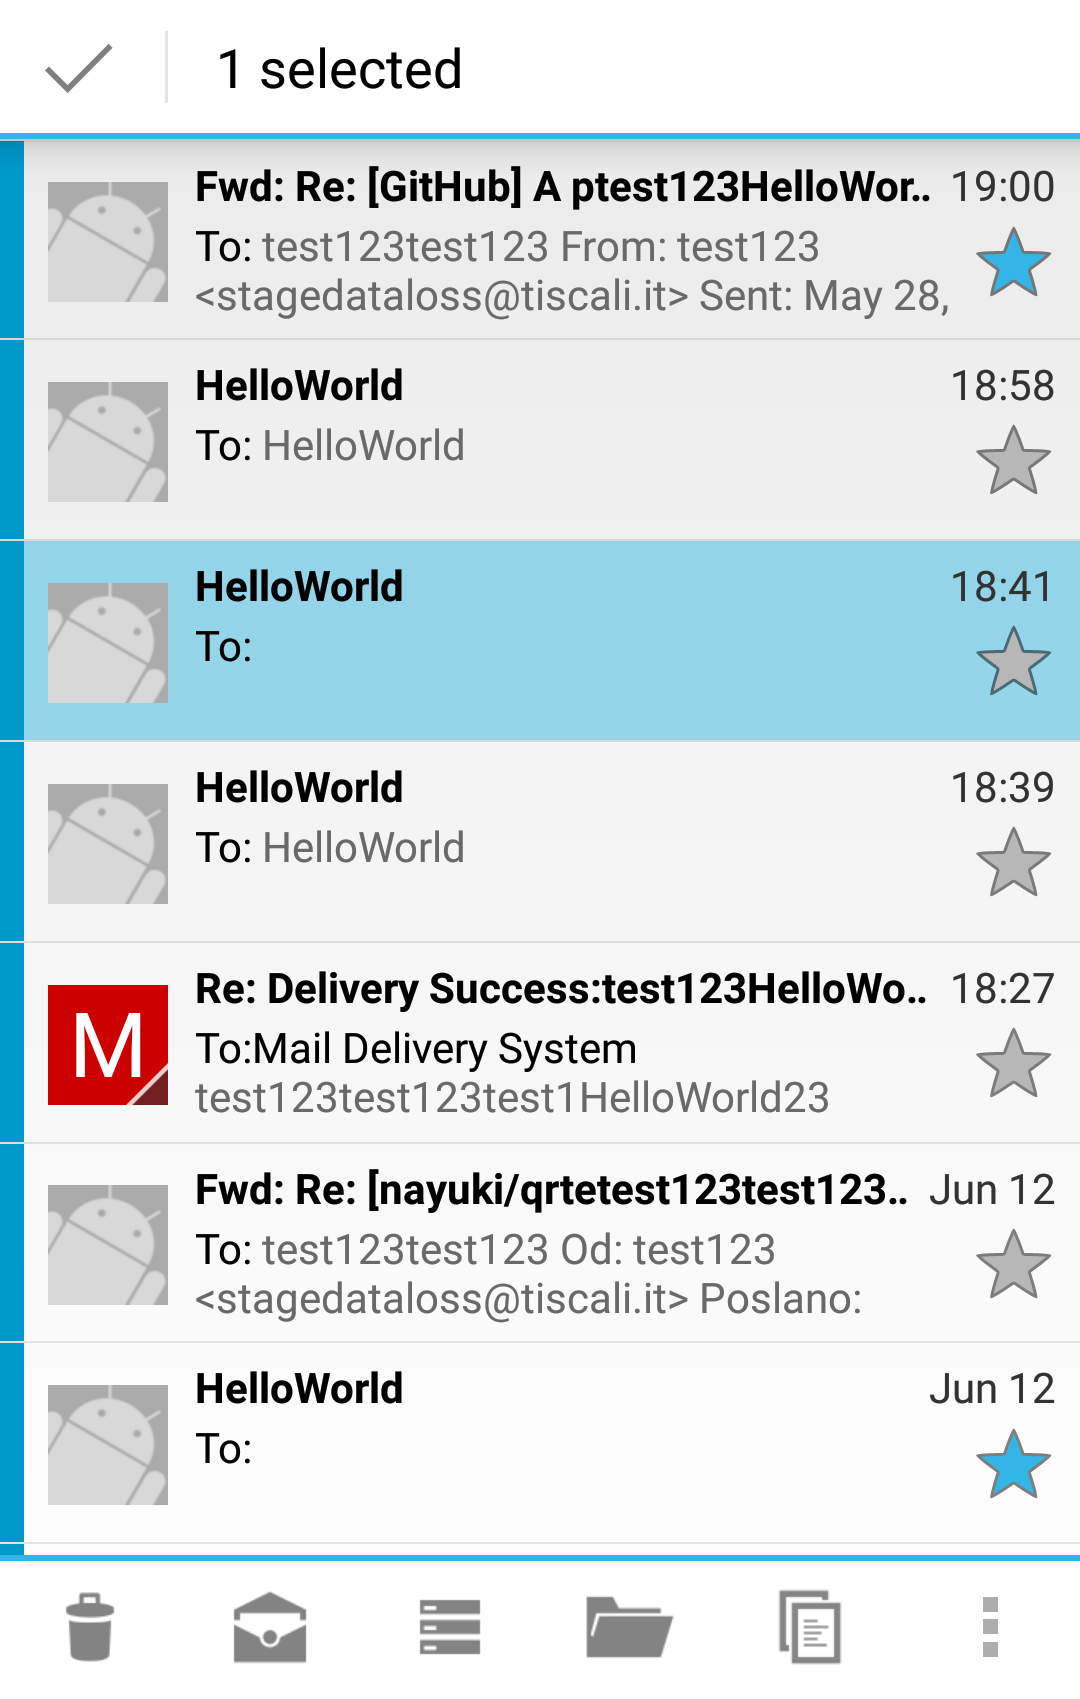 1 selected
Fwd: Re: [GitHub] A ptest123HelloWor.. 19:00
To: test123test123 From: test123
<stagedataloss@tiscali.it> Sent: May 28,
HelloWorld 18:58
To: HelloWorld
HelloWorld 18:41
To:
HelloWorld 18:39
To: HelloWorld
M
Re: Delivery Success:test123HelloWo.. 18:27
To:Mail Delivery System
test123test123test1HelloWorld23
Fwd: Re: [nayuki/qrtetest123test123.. Jun 12
To: test123test123 Od: test123
<stagedataloss@tiscali.it> Poslano:
HelloWorld Jun 12
To: